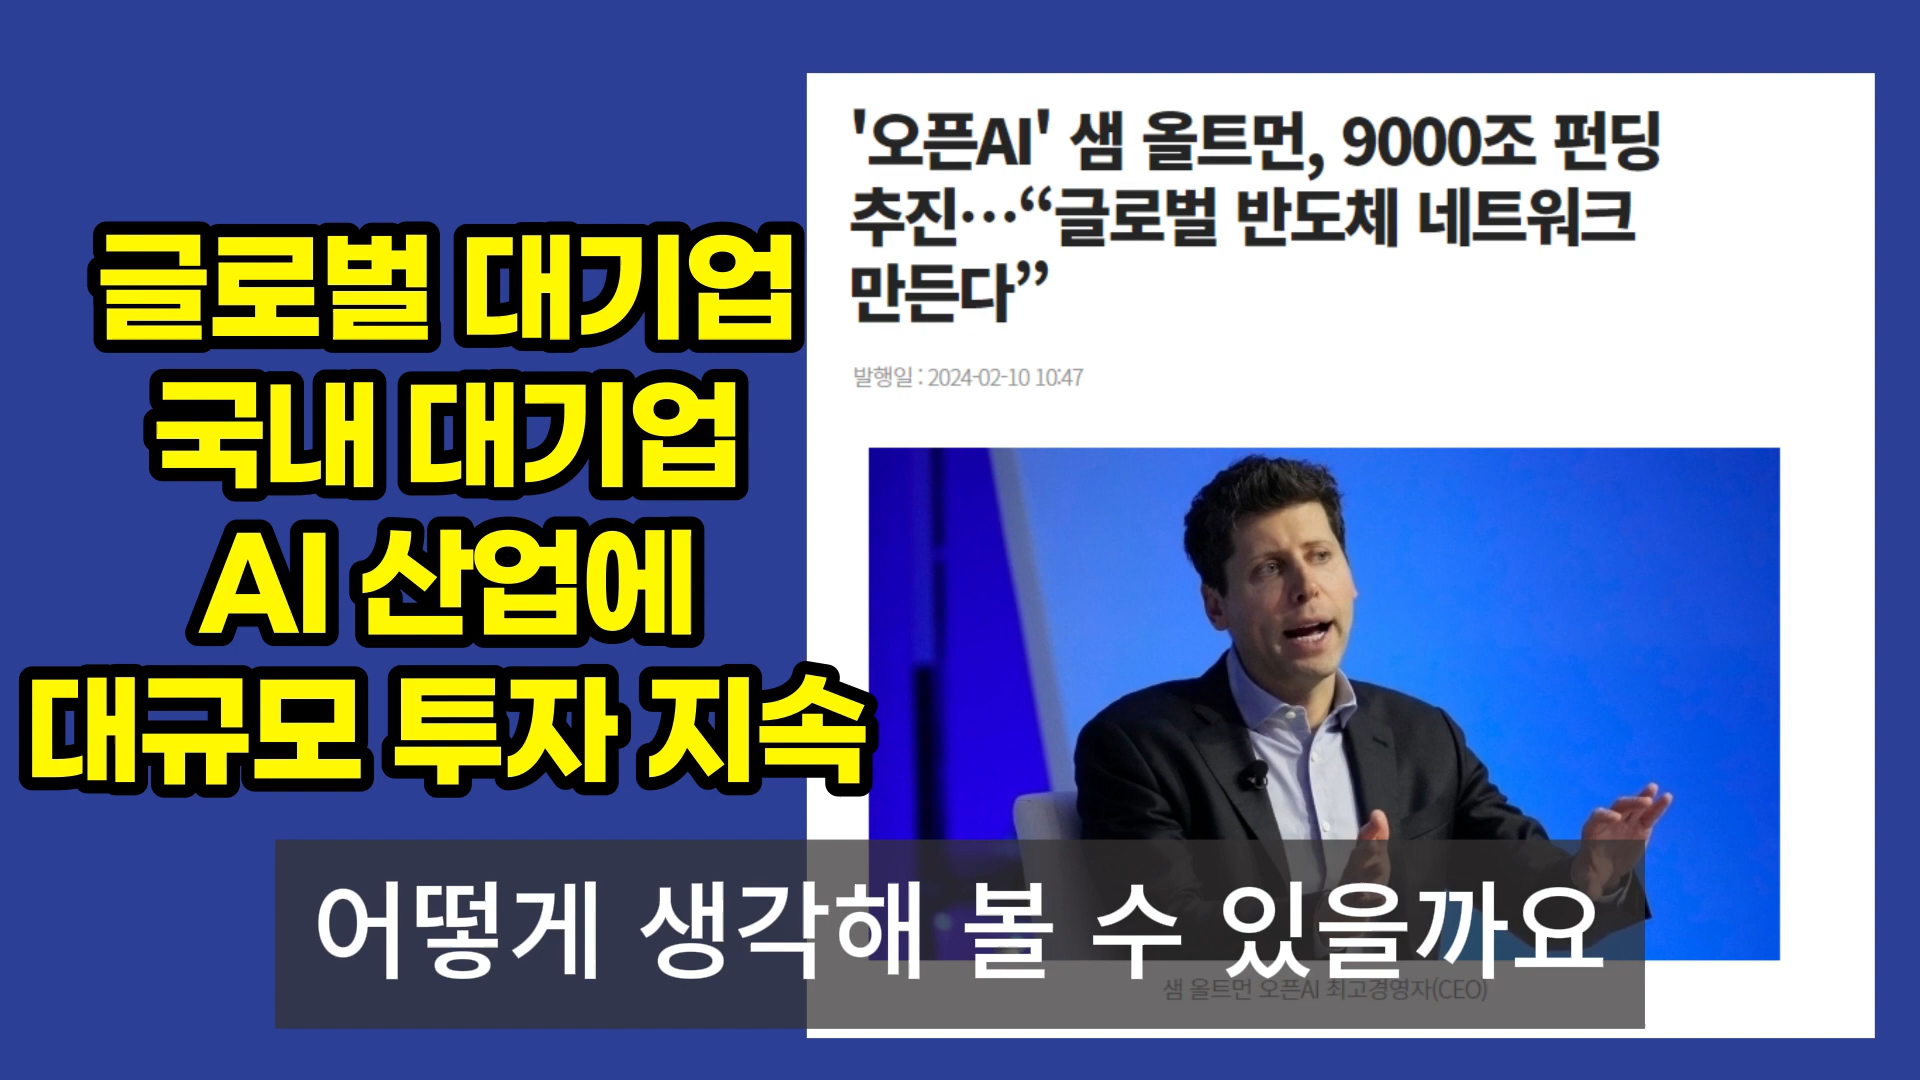 글로벌 대기업
국내 대기업
AI 산업에
대규모 투자 지속
'오픈AI' 샘 올트먼, 9000조 펀딩
추진…“글로벌 반도체 네트워크
만든다”
발행일 : 2024-02-10 10:47
샘 올트먼 오픈AI 최고경영자(CEO)
어떻게 생각해 볼 수 있을까요